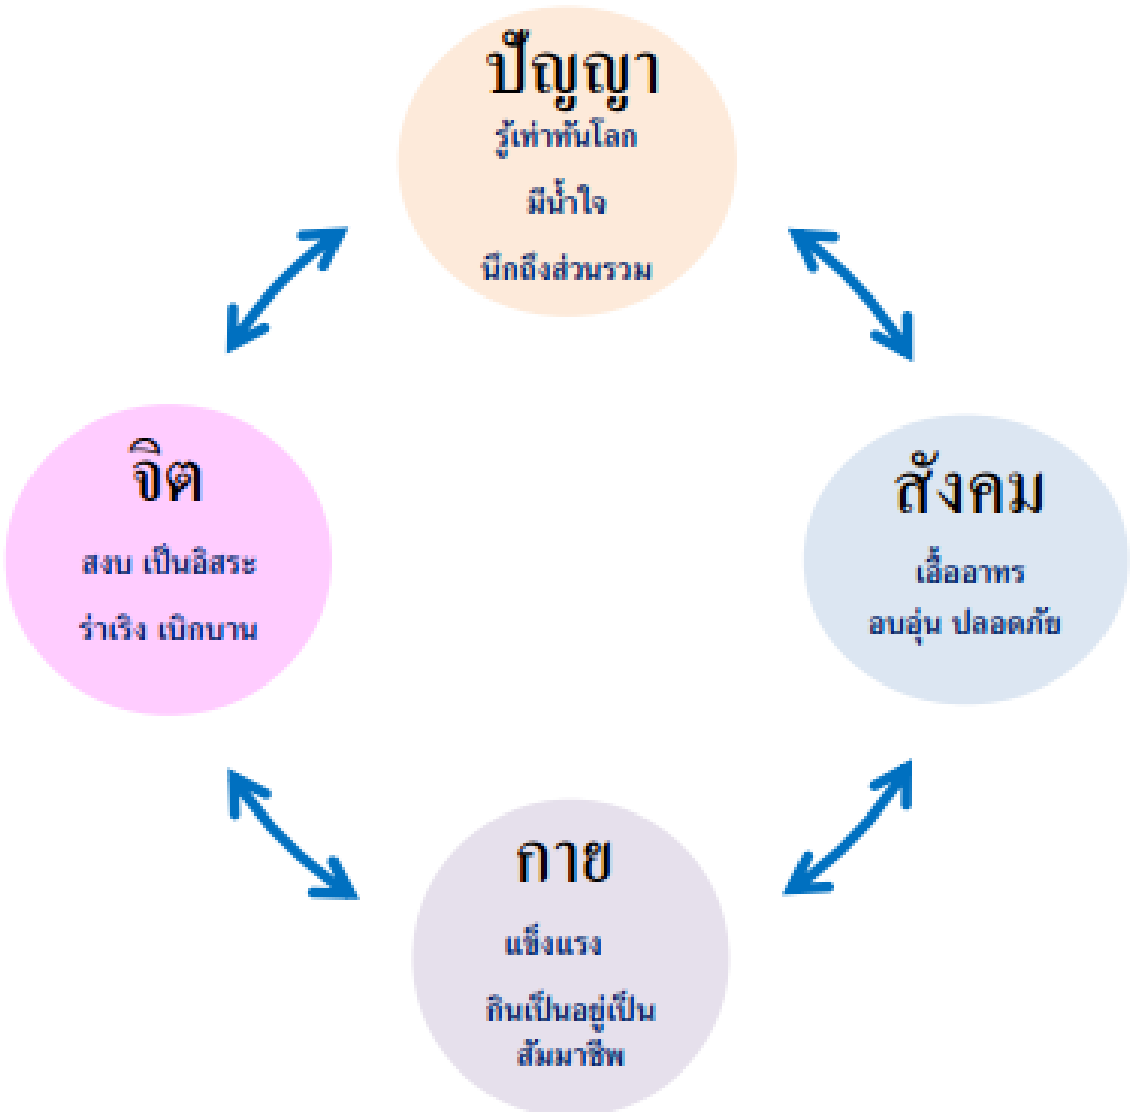 ปัญญา
รู้เท่าทันโลก
มีน้ำใจ
นึกถึงส่วนรวม
จิต
สงบ เป็นอิสระ
ร่าเริง เบิกบาน
สังคม
เอื้ออาทร
อบอุ่น ปลอดภัย
กาย
แข็งแรง
กินเป็นอยู่เป็น
สัมมาชีพ